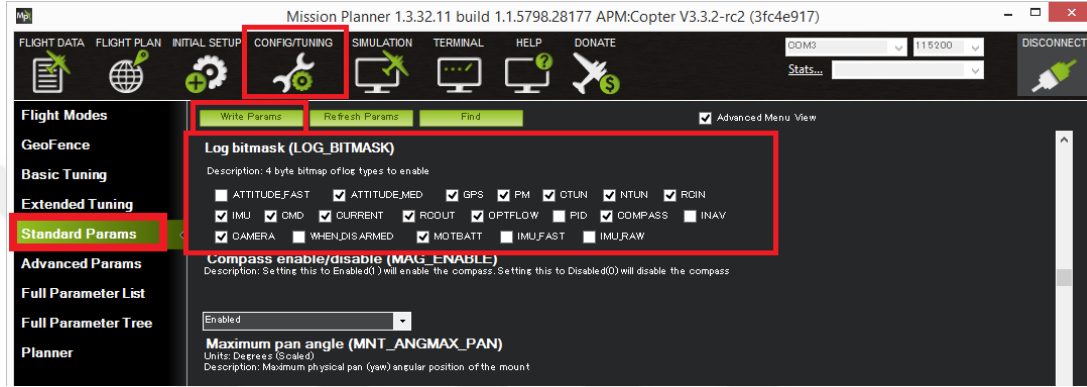 Mission Planner 1.3.32.11 build 1.1.5798.28177 APM:Copter V3.3.2-rc2 (3fc4e917)
FLIGHT DATA FLIGHT PLAN INITIAL SETUP CONFIG/TUNING SIMULATION TERMINAL HELP DONATE
COM3 115200 DISCONNECT
Stats...
Flight Modes
GeoFence
Basic Tuning
Extended Tuning
Standard Params
Advanced Params
Full Parameter List
Full Parameter Tree
Planner
Write Params Refresh Params Find Advanced Menu View
Log bitmask (LOG_BITMASK)
Description: 4 byte bitmap of log types to enable
ATTITUDE_FAST ATTITUDE_MED GPS PM CTUN NTUN RCIN
IMU CMD CURRENT RCOUT OPTFLOW PID COMPASS INAV
CAMERA WHEN_DISARMED MOTBATT IMU_FAST IMU_RAW
Compass enable/disable (MAG_ENABLE)
Description: Setting this to Enabled(1) will enable the compass. Setting this to Disabled(0) will disable the compass
Enabled
Maximum pan angle (MNT_ANGMAX_PAN)
Units: Degrees (Scaled)
Description: Maximum physical pan (yaw) angular position of the mount